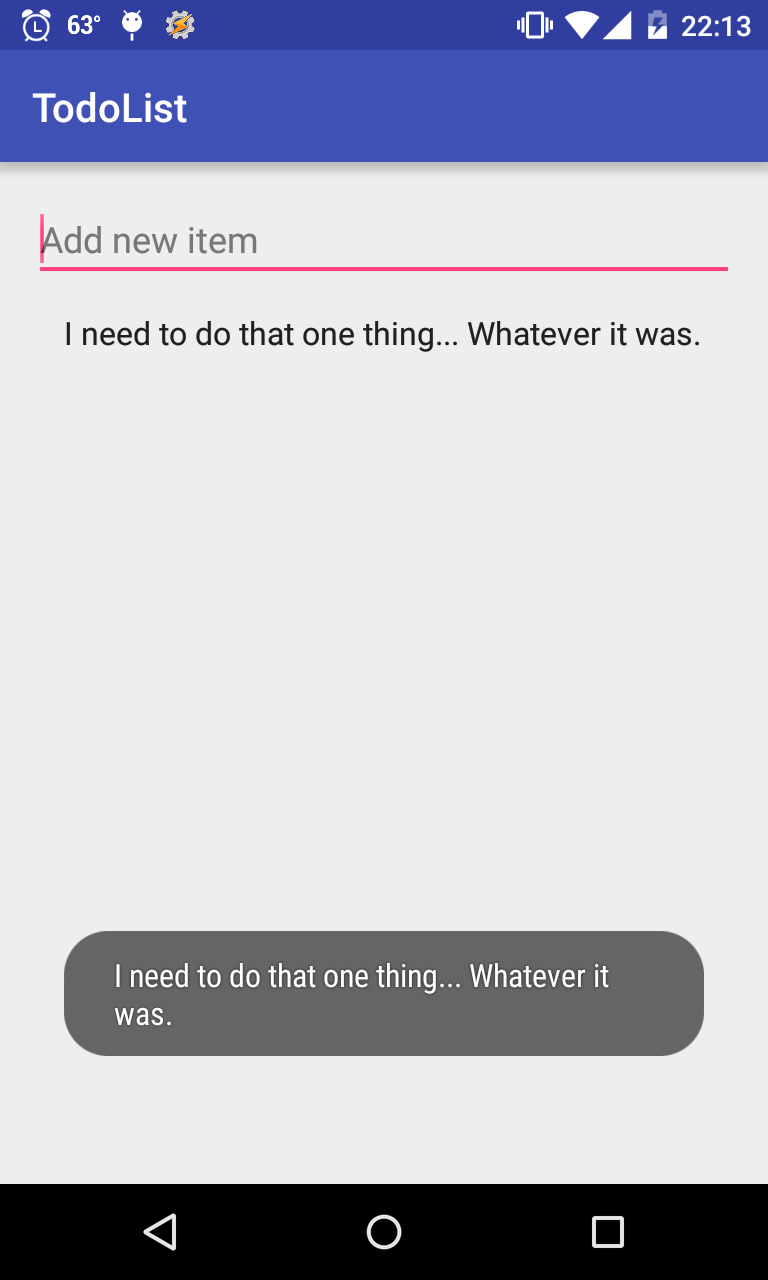 63° 22:13
TodoList
Add new item
I need to do that one thing... Whatever it was.
I need to do that one thing... Whatever it
was.